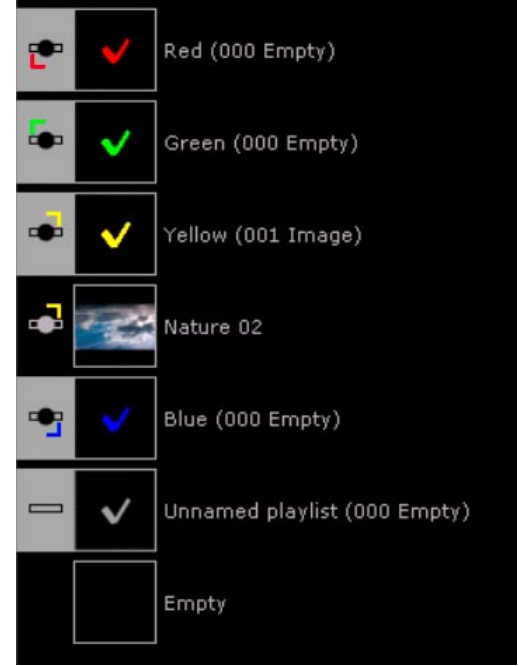 Red (000 Empty)
Green (000 Empty)
Yellow (001 Image)
Nature 02
Blue (000 Empty)
Unnamed playlist (000 Empty)
Empty